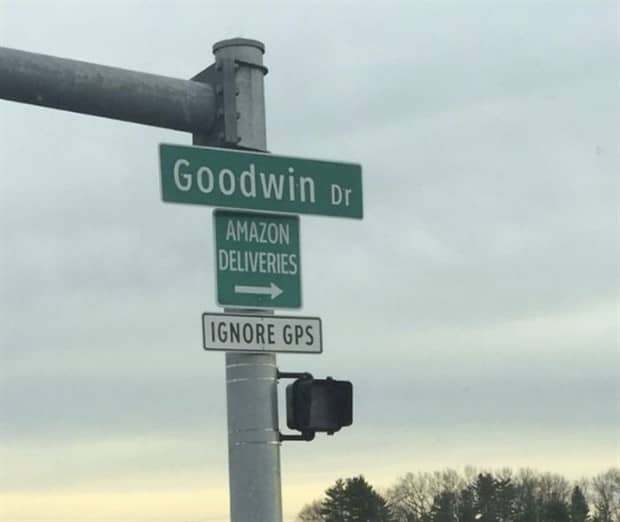 Goodwin Dr
AMAZON
DELIVERIES
→
IGNORE GPS